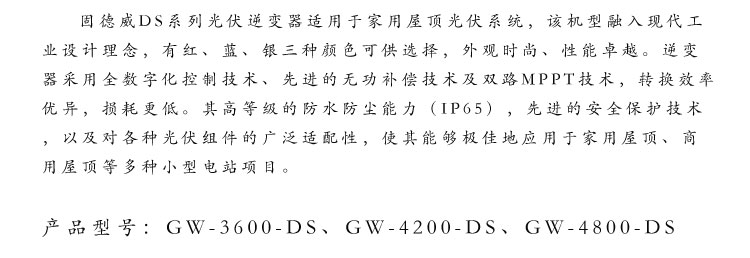 固德威DS系列光伏逆变器适用于家用屋顶光伏系统，该机型融入现代工
业设计理念，有红、蓝、银三种颜色可供选择，外观时尚、性能卓越。逆变
器采用全数字化控制技术、先进的无功补偿技术及双路MPPT技术，转换效率
优异，损耗更低。其高等级的防水防尘能力（IP65），先进的安全保护技术
，以及对各种光伏组件的广泛适配性，使其能够极佳地应用于家用屋顶、商
用屋顶等多种小型电站项目。
产品型号：GW-3600-DS、GW-4200-DS、GW-4800-DS